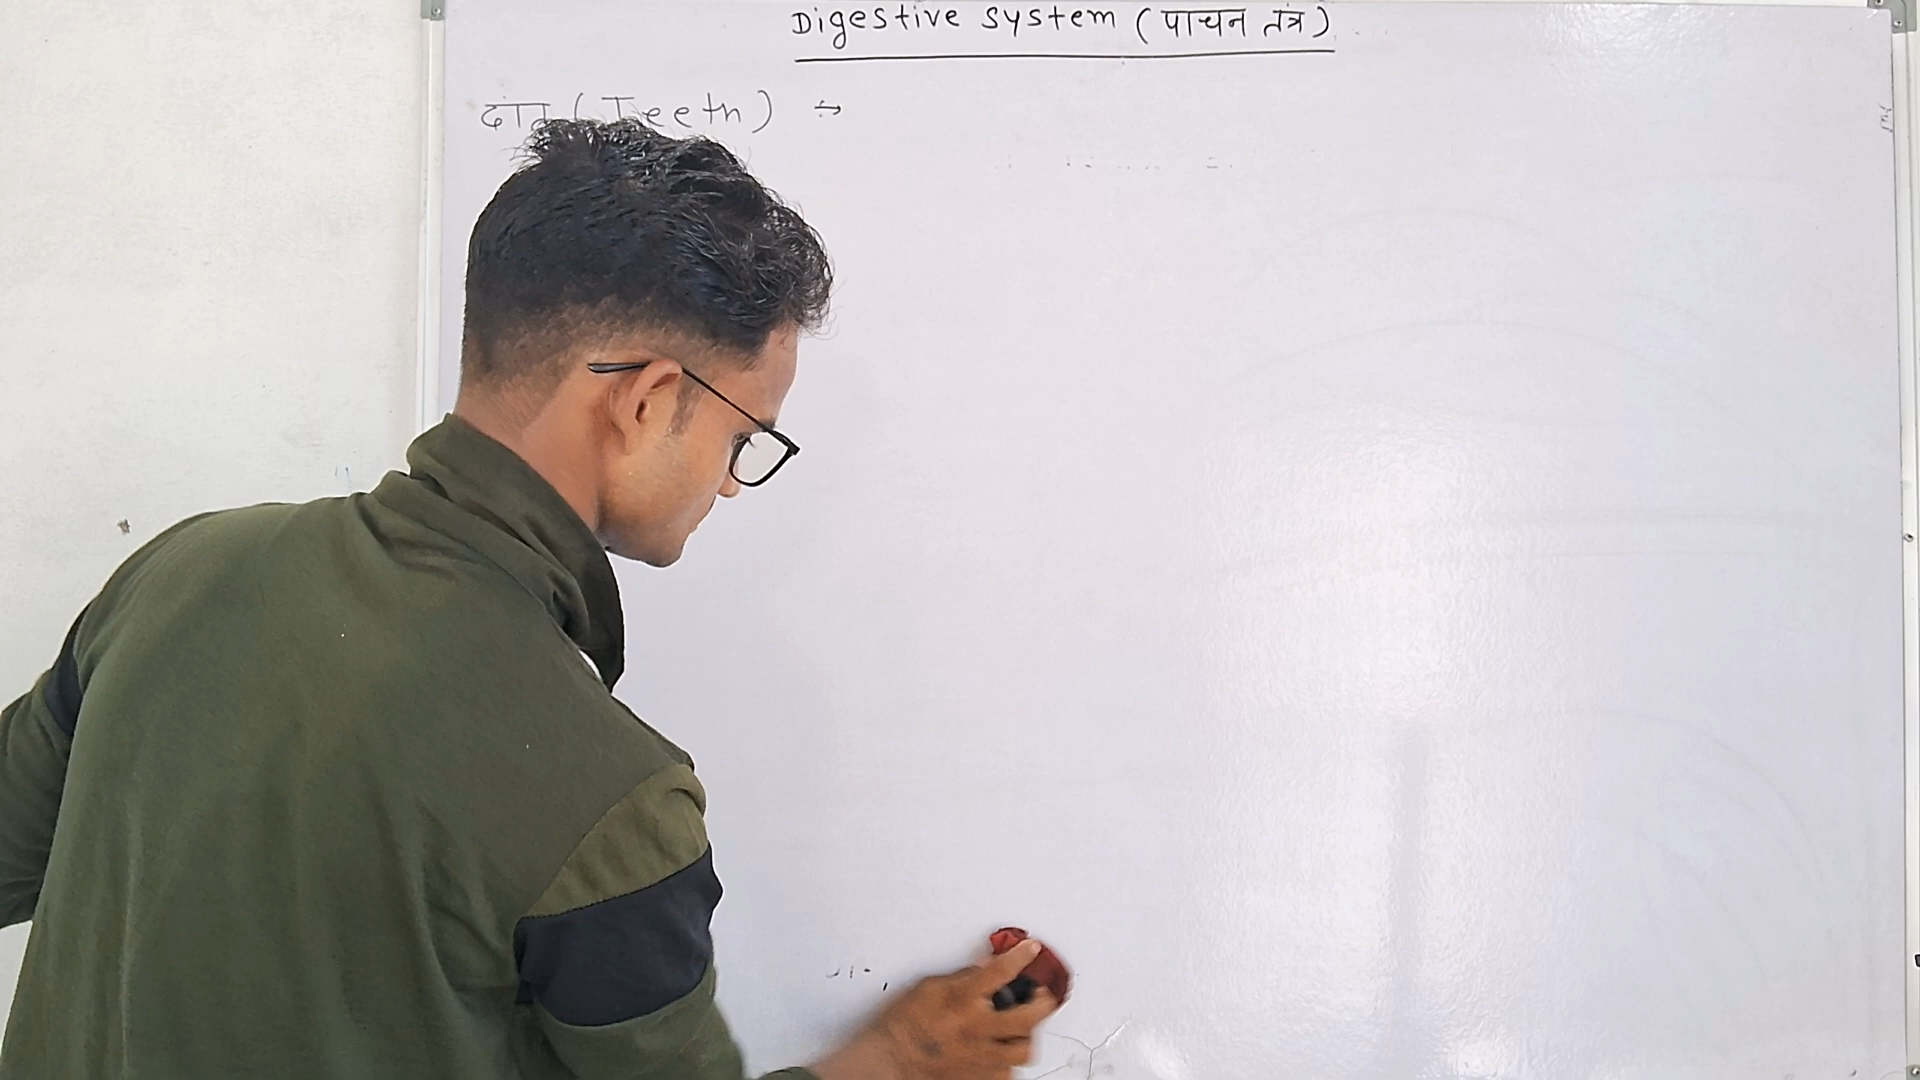 Digestive system (पाचन तंत्र)
दांत (Teeth) →